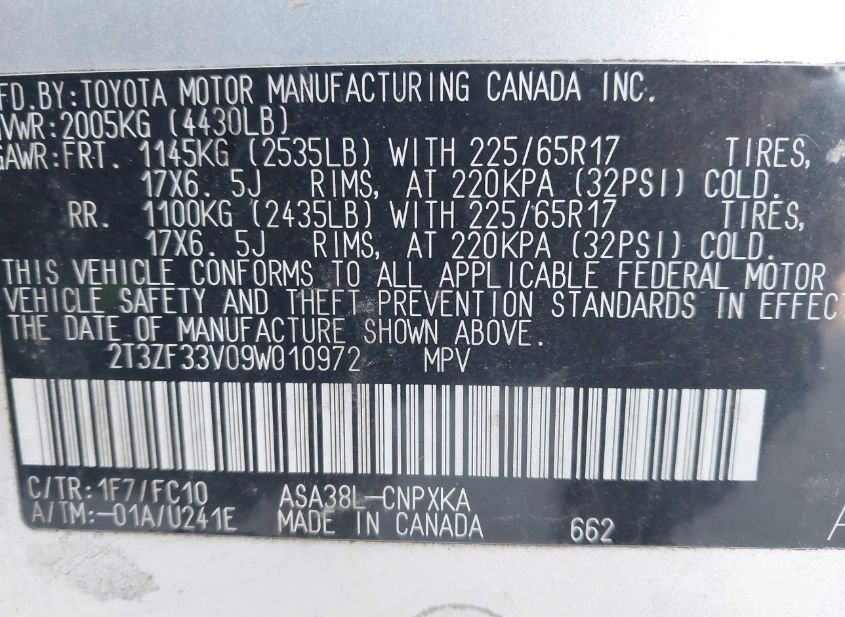 FD.BY:TOYOTA MOTOR MANUFACTURING CANADA INC.
VWR:2005KG (4430LB)
GAWR:FRT. 1145KG (2535LB) WITH 225/65R17 TIRES,
17X6. 5J RIMS, AT 220KPA (32PSI) COLD.
RR. 1100KG (2435LB) WITH 225/65R17 TIRES,
17X6. 5J RIMS, AT 220KPA (32PSI) COLD.
THIS VEHICLE CONFORMS TO ALL APPLICABLE FEDERAL MOTOR
VEHICLE SAFETY AND THEFT PREVENTION STANDARDS IN EFFECT
THE DATE OF MANUFACTURE SHOWN ABOVE.
2T3ZF33V09W010972 MPV
C/TR:1F7/FC10 ASA38L-CNPXKA
A/TM:-01A/U241E MADE IN CANADA 662 A